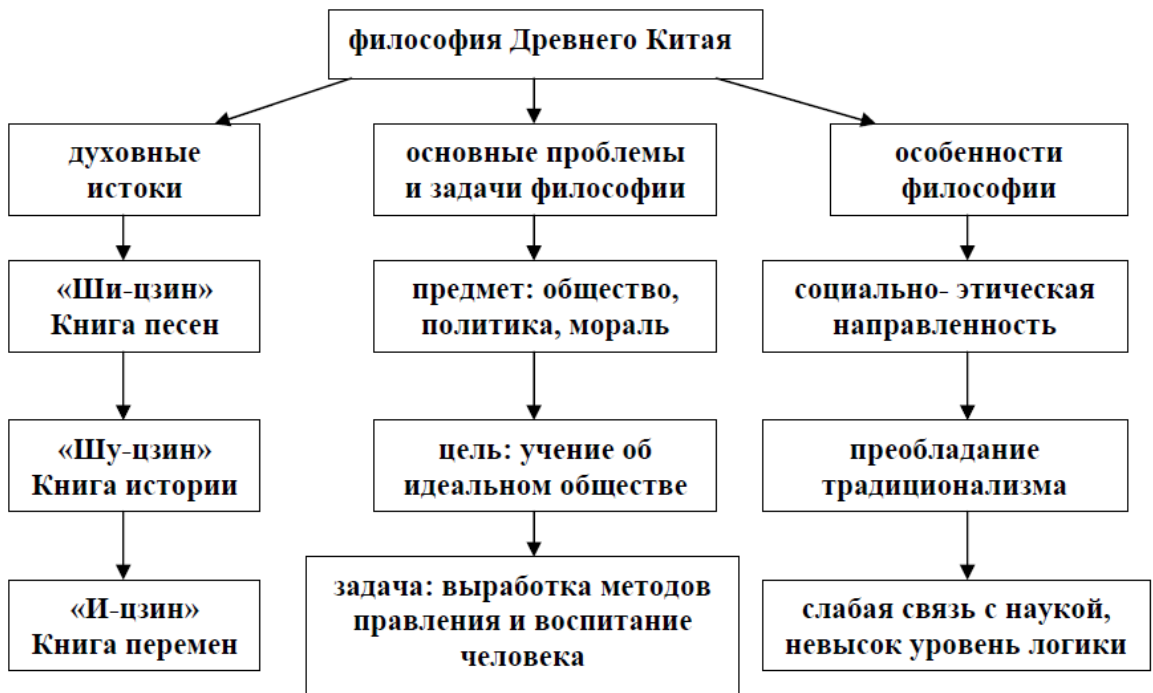 философия Древнего Китая
духовные
истоки
основные проблемы
и задачи философии
особенности
философии
«Ши-цзин»
Книга песен
предмет: общество,
политика, мораль
социально- этическая
направленность
«Шу-цзин»
Книга истории
цель: учение об
идеальном обществе
преобладание
традиционализма
«И-цзин»
Книга перемен
задача: выработка методов
правления и воспитание
человека
слабая связь с наукой,
невысок уровень логики